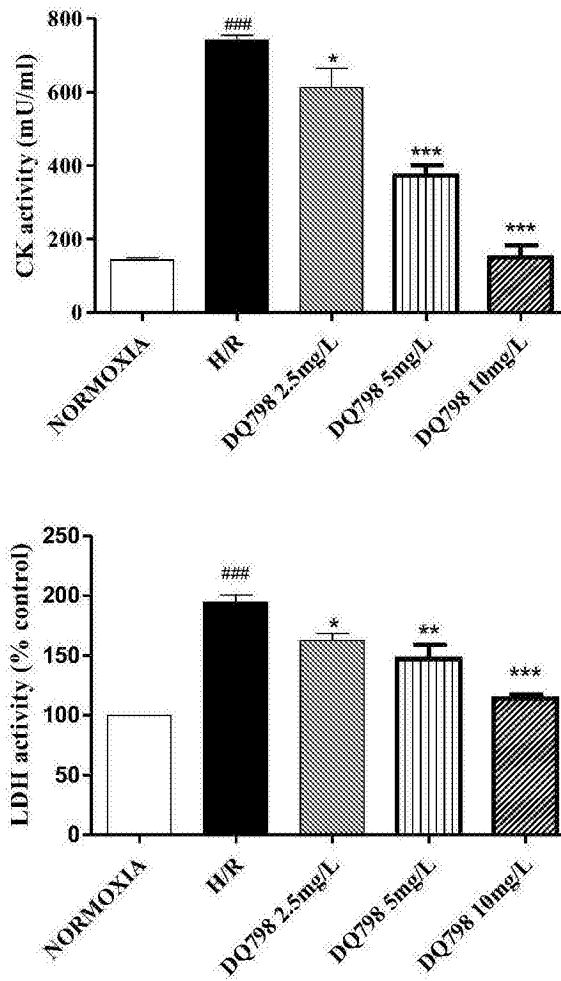 CK activity (mU/ml)
800
600
400
200
0
###
*
***
***
NORMOXIA
H/R
DQ798 2.5mg/L
DQ798 5mg/L
DQ798 10mg/L
LDH activity (% control)
250
200
150
100
50
0
###
*
**
***
NORMOXIA
H/R
DQ798 2.5mg/L
DQ798 5mg/L
DQ798 10mg/L